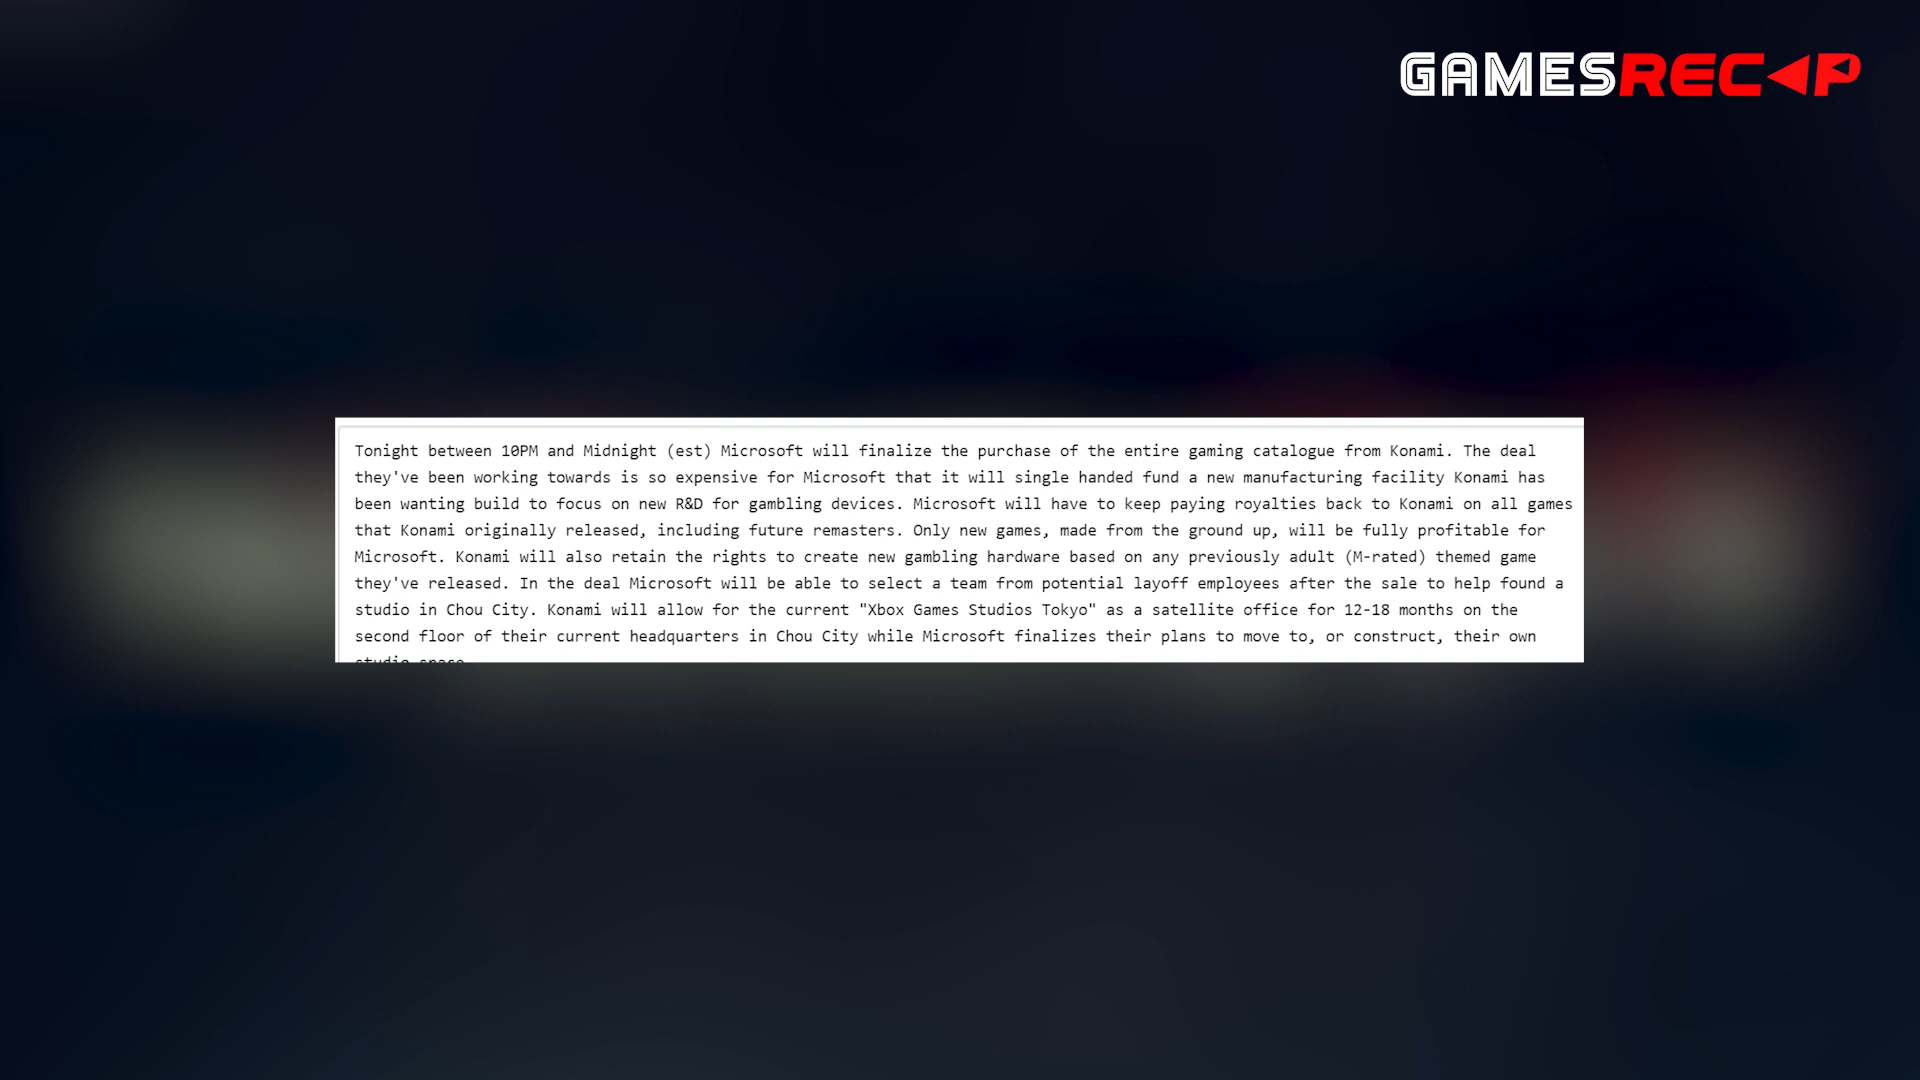 GAMESRECAP
Tonight between 10PM and Midnight (est) Microsoft will finalize the purchase of the entire gaming catalogue from Konami. The deal
they've been working towards is so expensive for Microsoft that it will single handed fund a new manufacturing facility Konami has
been wanting build to focus on new R&D for gambling devices. Microsoft will have to keep paying royalties back to Konami on all games
that Konami originally released, including future remasters. Only new games, made from the ground up, will be fully profitable for
Microsoft. Konami will also retain the rights to create new gambling hardware based on any previously adult (M-rated) themed game
they've released. In the deal Microsoft will be able to select a team from potential layoff employees after the sale to help found a
studio in Chou City. Konami will allow for the current "Xbox Games Studios Tokyo" as a satellite office for 12-18 months on the
second floor of their current headquarters in Chou City while Microsoft finalizes their plans to move to, or construct, their own
studio space